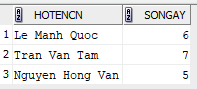 HOTENCN SONGAY
1 Le Manh Quoc 6
2 Tran Van Tam 7
3 Nguyen Hong Van 5